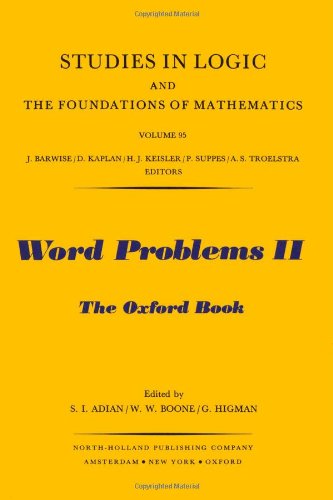 STUDIES IN LOGIC
AND
THE FOUNDATIONS OF MATHEMATICS
VOLUME 95
J. BARWISE / D. KAPLAN / H. J. KEISLER / P. SUPPES / A. S. TROELSTRA
EDITORS
Word Problems II
The Oxford Book
Edited by
S. I. ADIAN / W. W. BOONE / G. HIGMAN
NORTH-HOLLAND PUBLISHING COMPANY
AMSTERDAM • NEW YORK • OXFORD